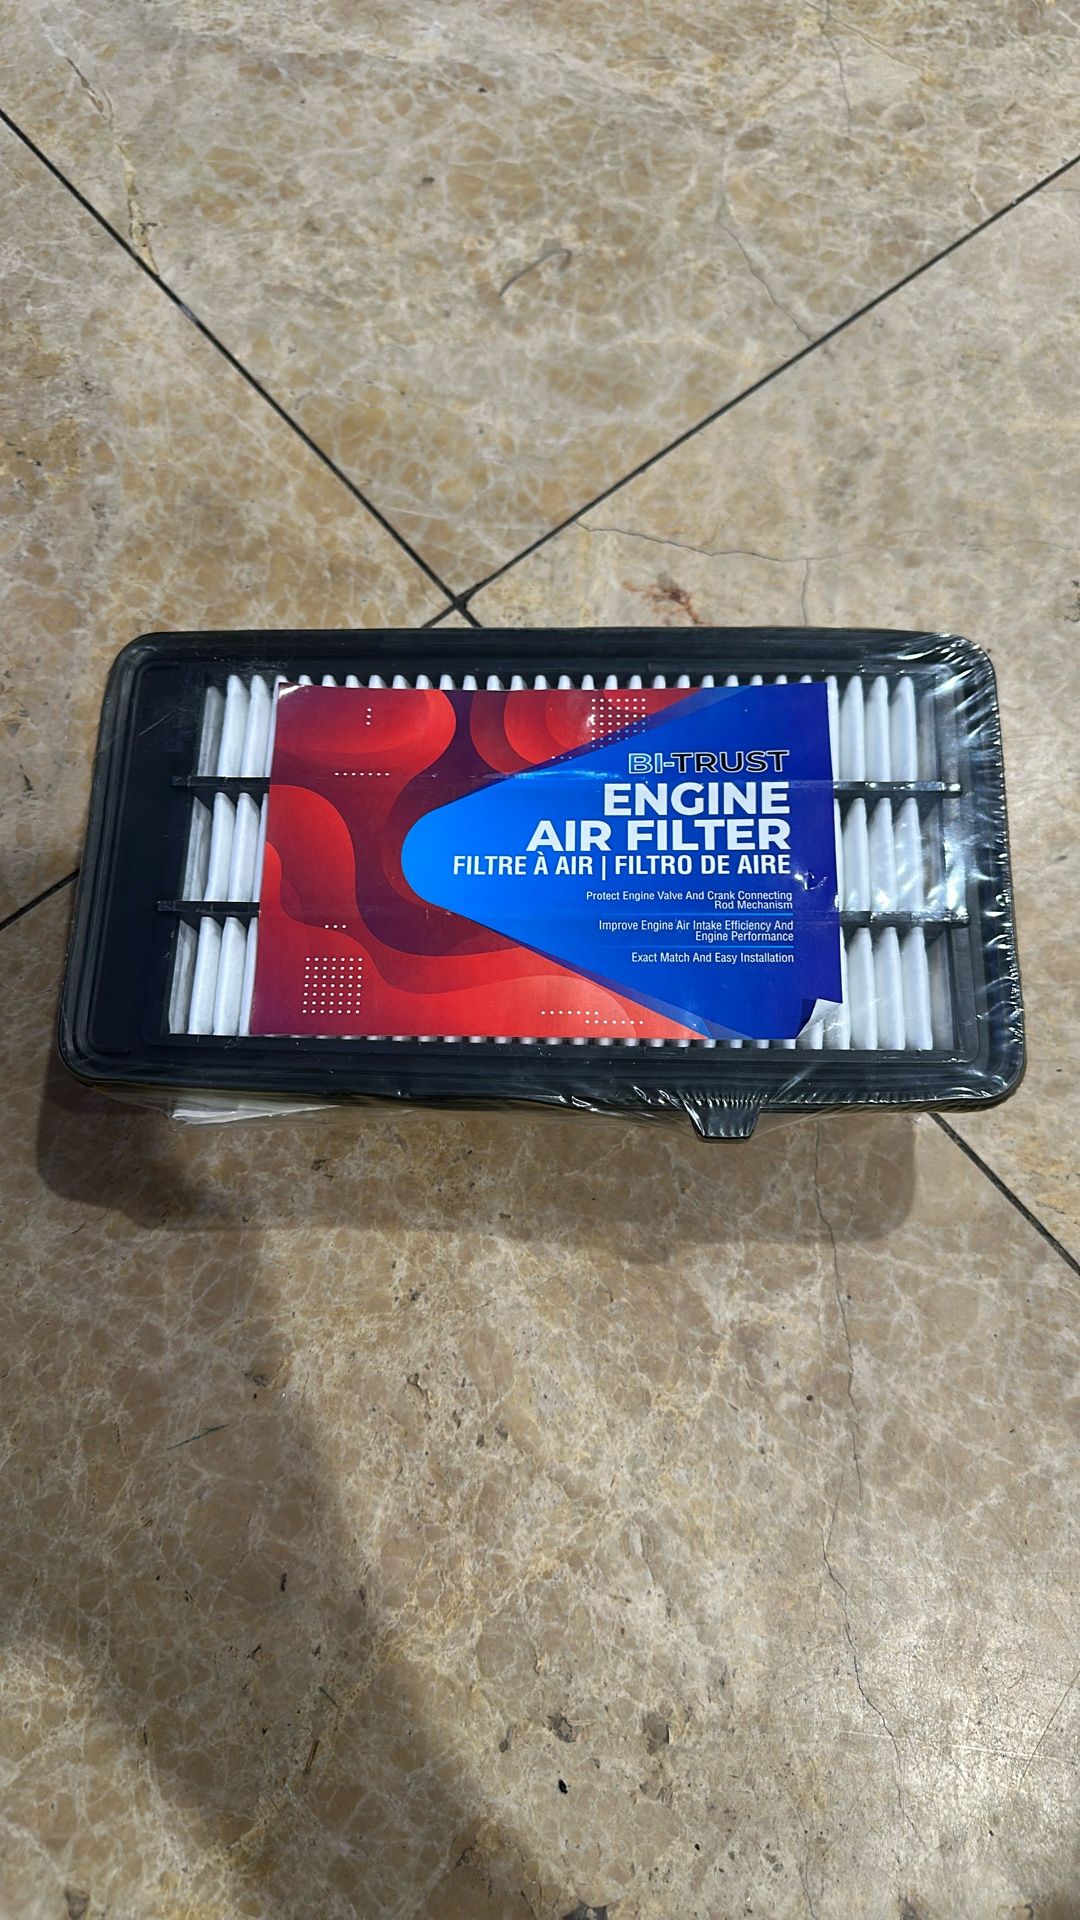 BI-TRUST
ENGINE
AIR FILTER
FILTRE À AIR | FILTRO DE AIRE
Protect Engine Valve And Crank Connecting
Rod Mechanism
Improve Engine Air Intake Efficiency And
Engine Performance
Exact Match And Easy Installation